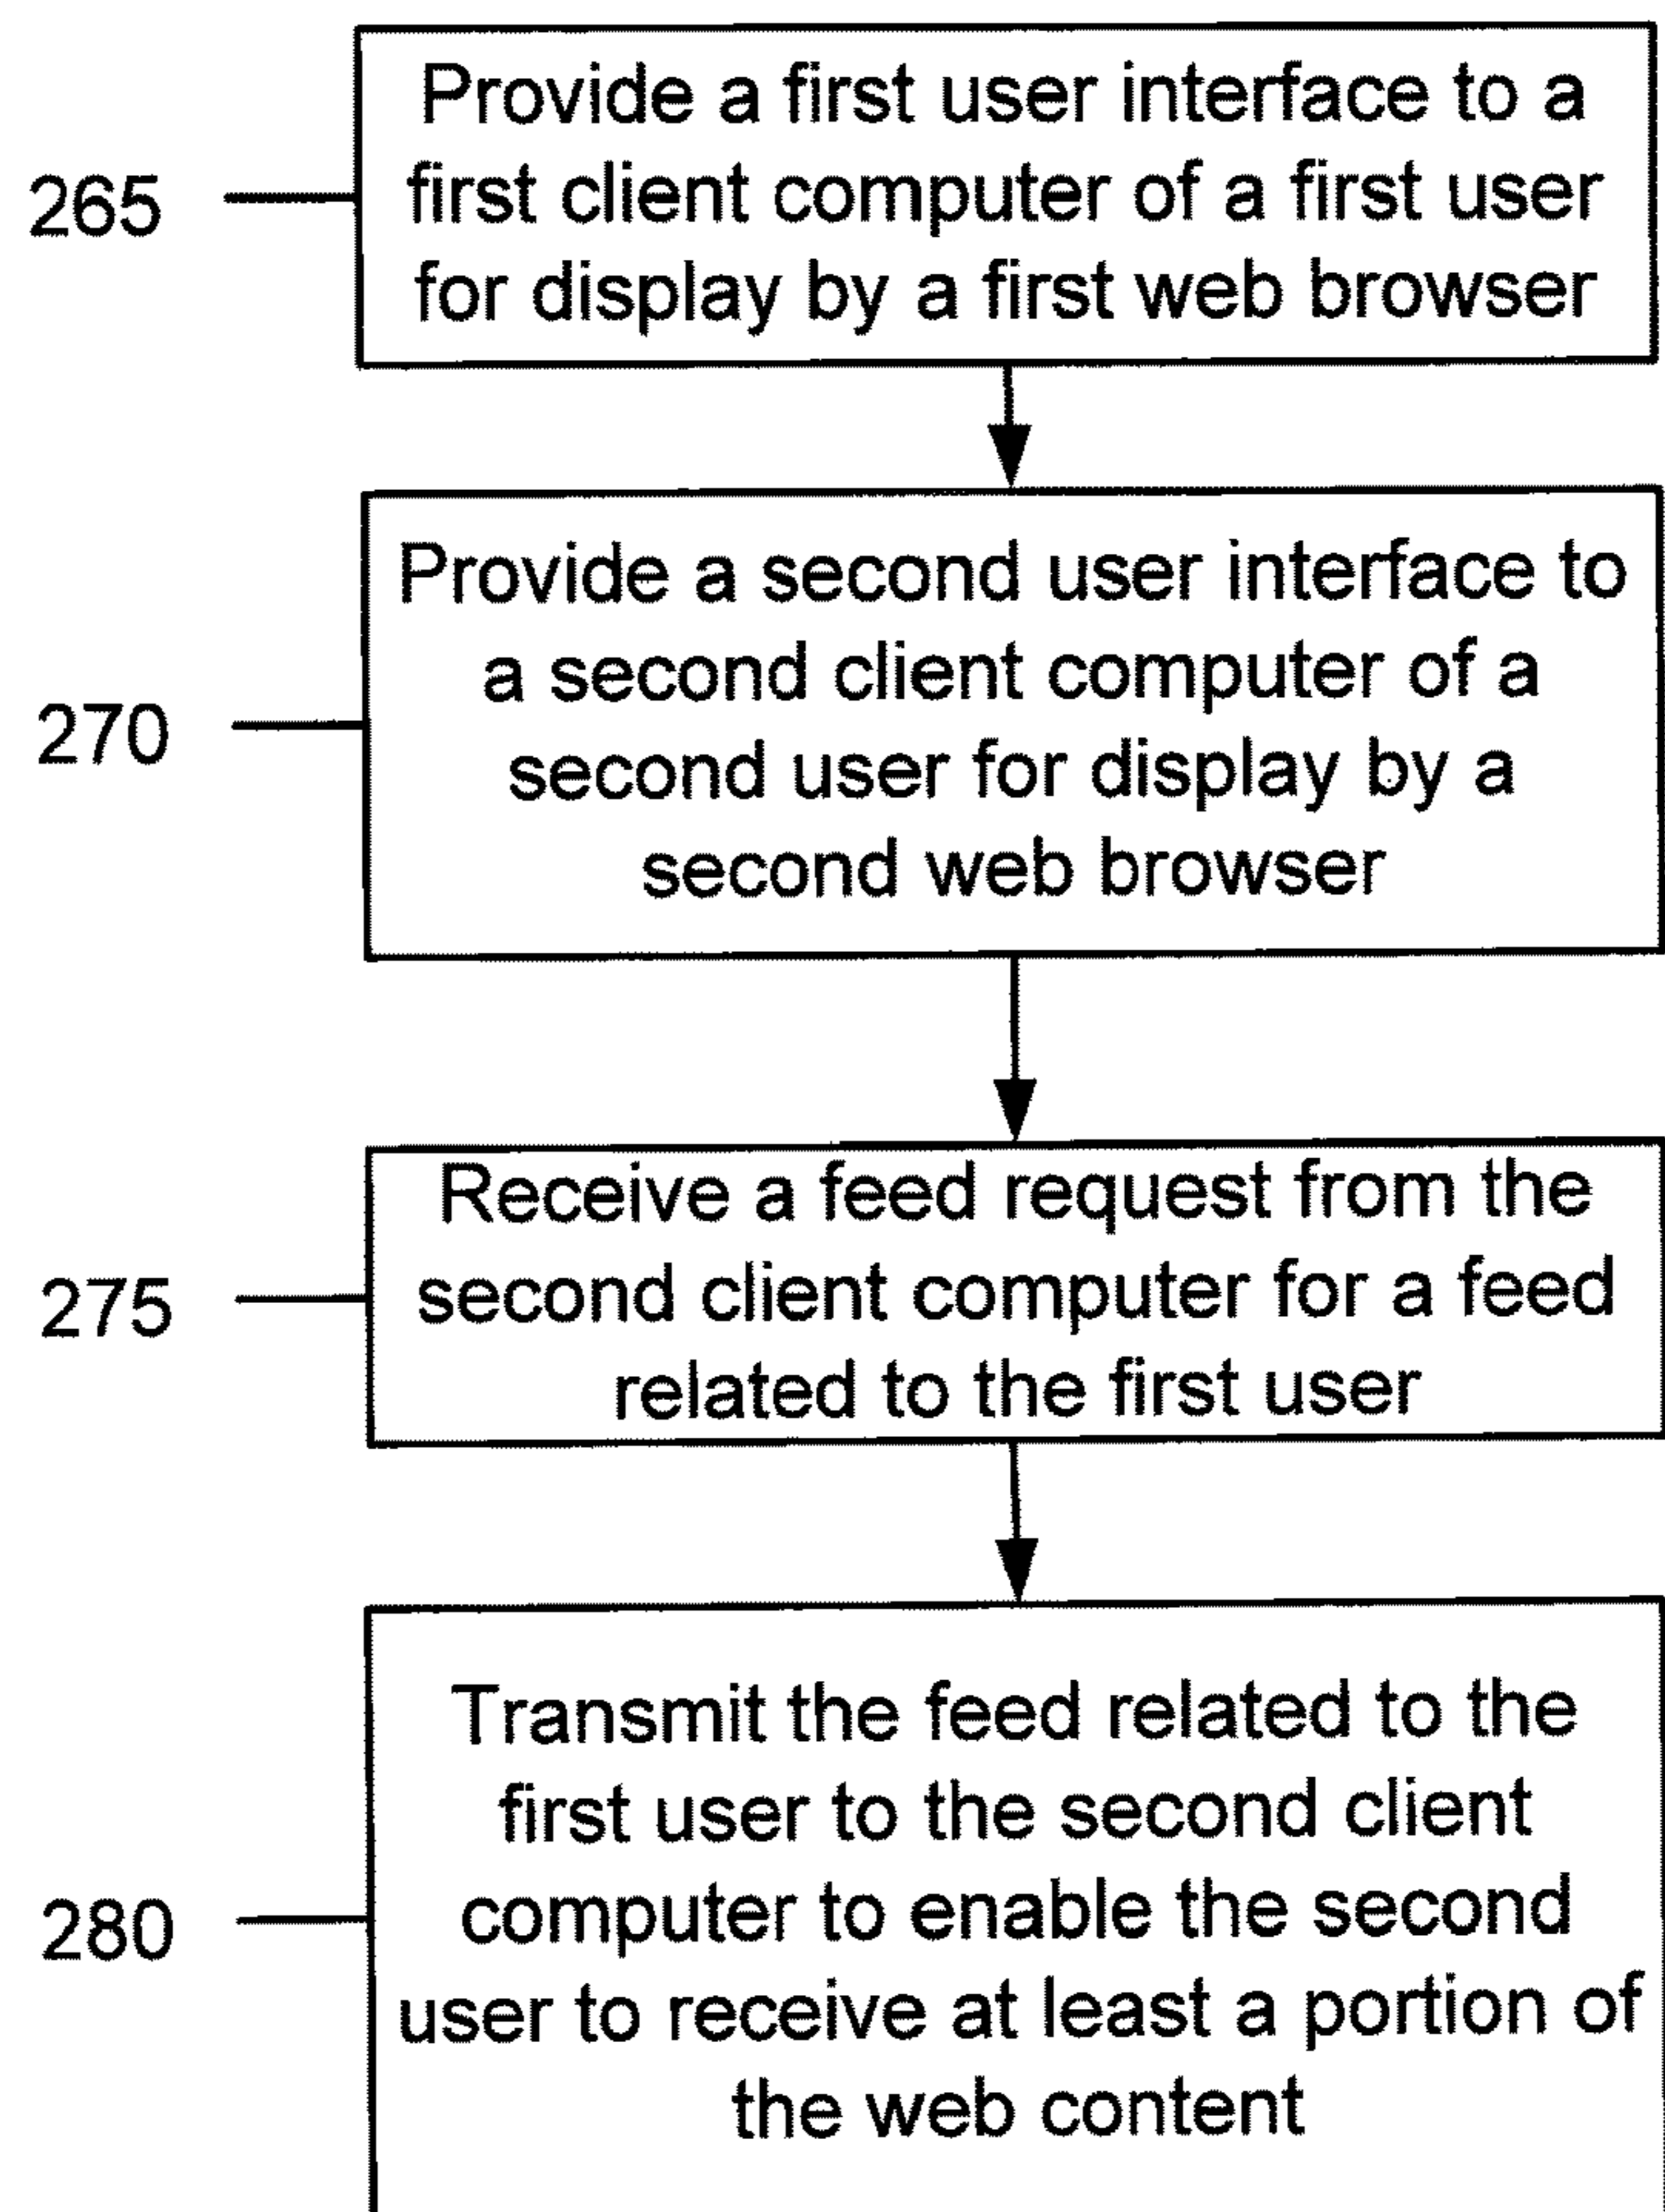 Provide a first user interface to a
265
first client computer of a first user
for display by a first web browser
Provide a second user interface to
a second client computer of a
270
second user for display by a
second web browser
Receive a feed request from the
275
second client computer for a feed
related to the first user
Transmit the feed related to the
first user to the second client
280
computer to enable the second
user to receive at least a portion of
the web content